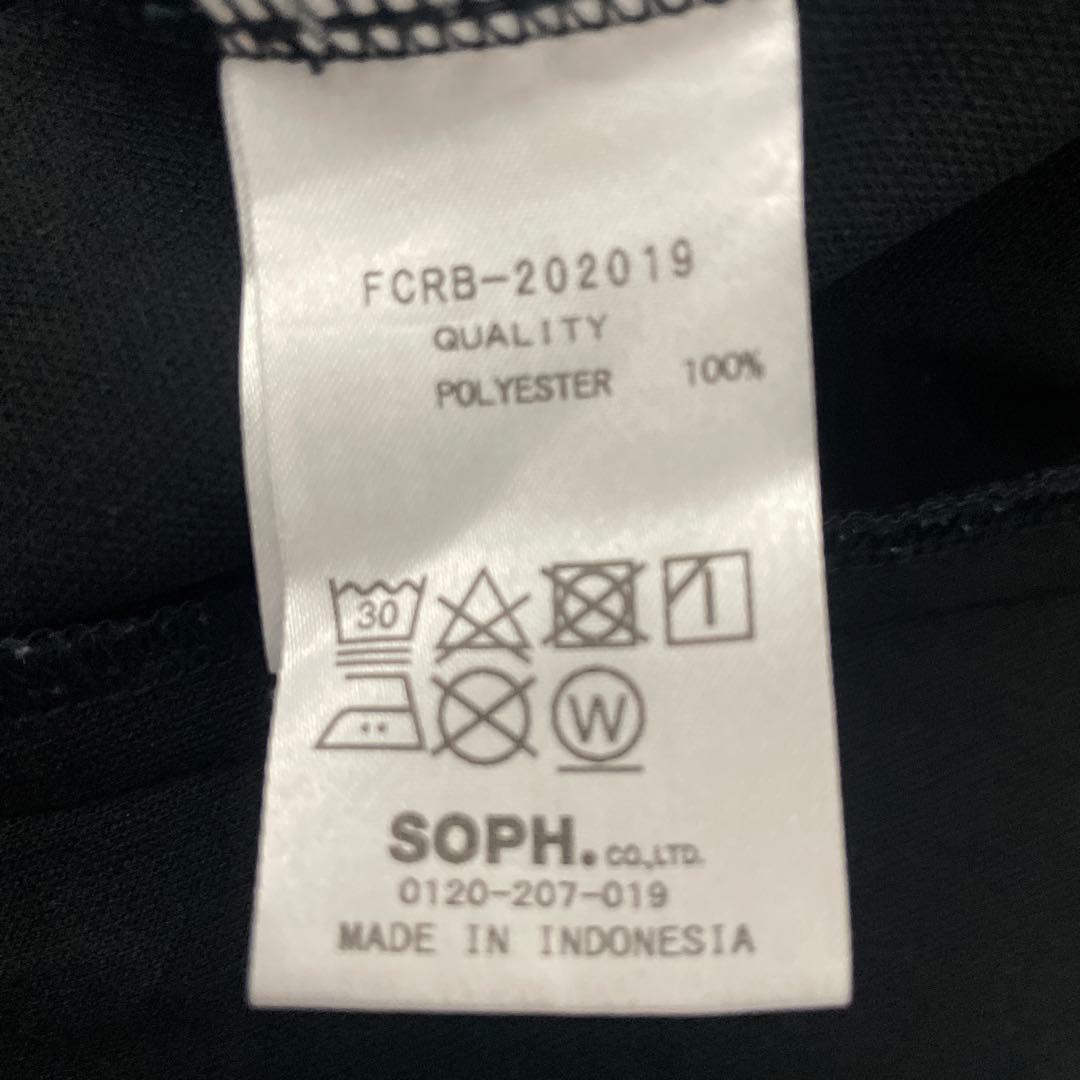 FCRB-202019
QUALITY
POLYESTER 100%
30
W
SOPH. CO.,LTD.
0120-207-019
MADE IN INDONESIA